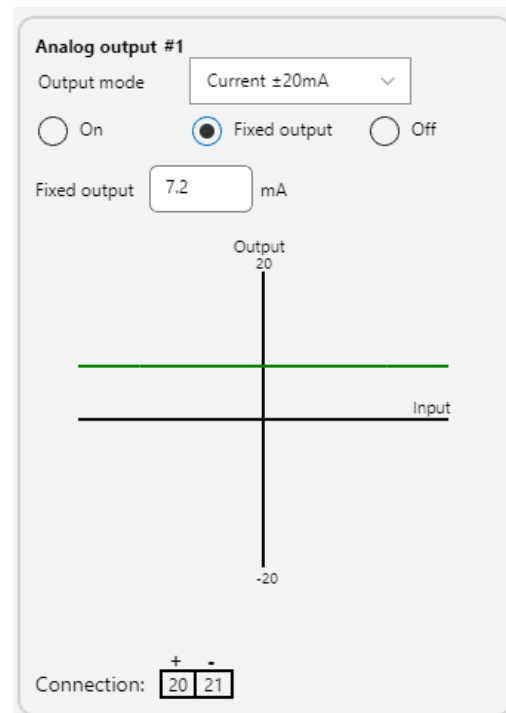 Analog output #1
Output mode Current ±20mA
On Fixed output Off
Fixed output 7.2 mA
Output
20
Input
-20
+ -
Connection: 20 21